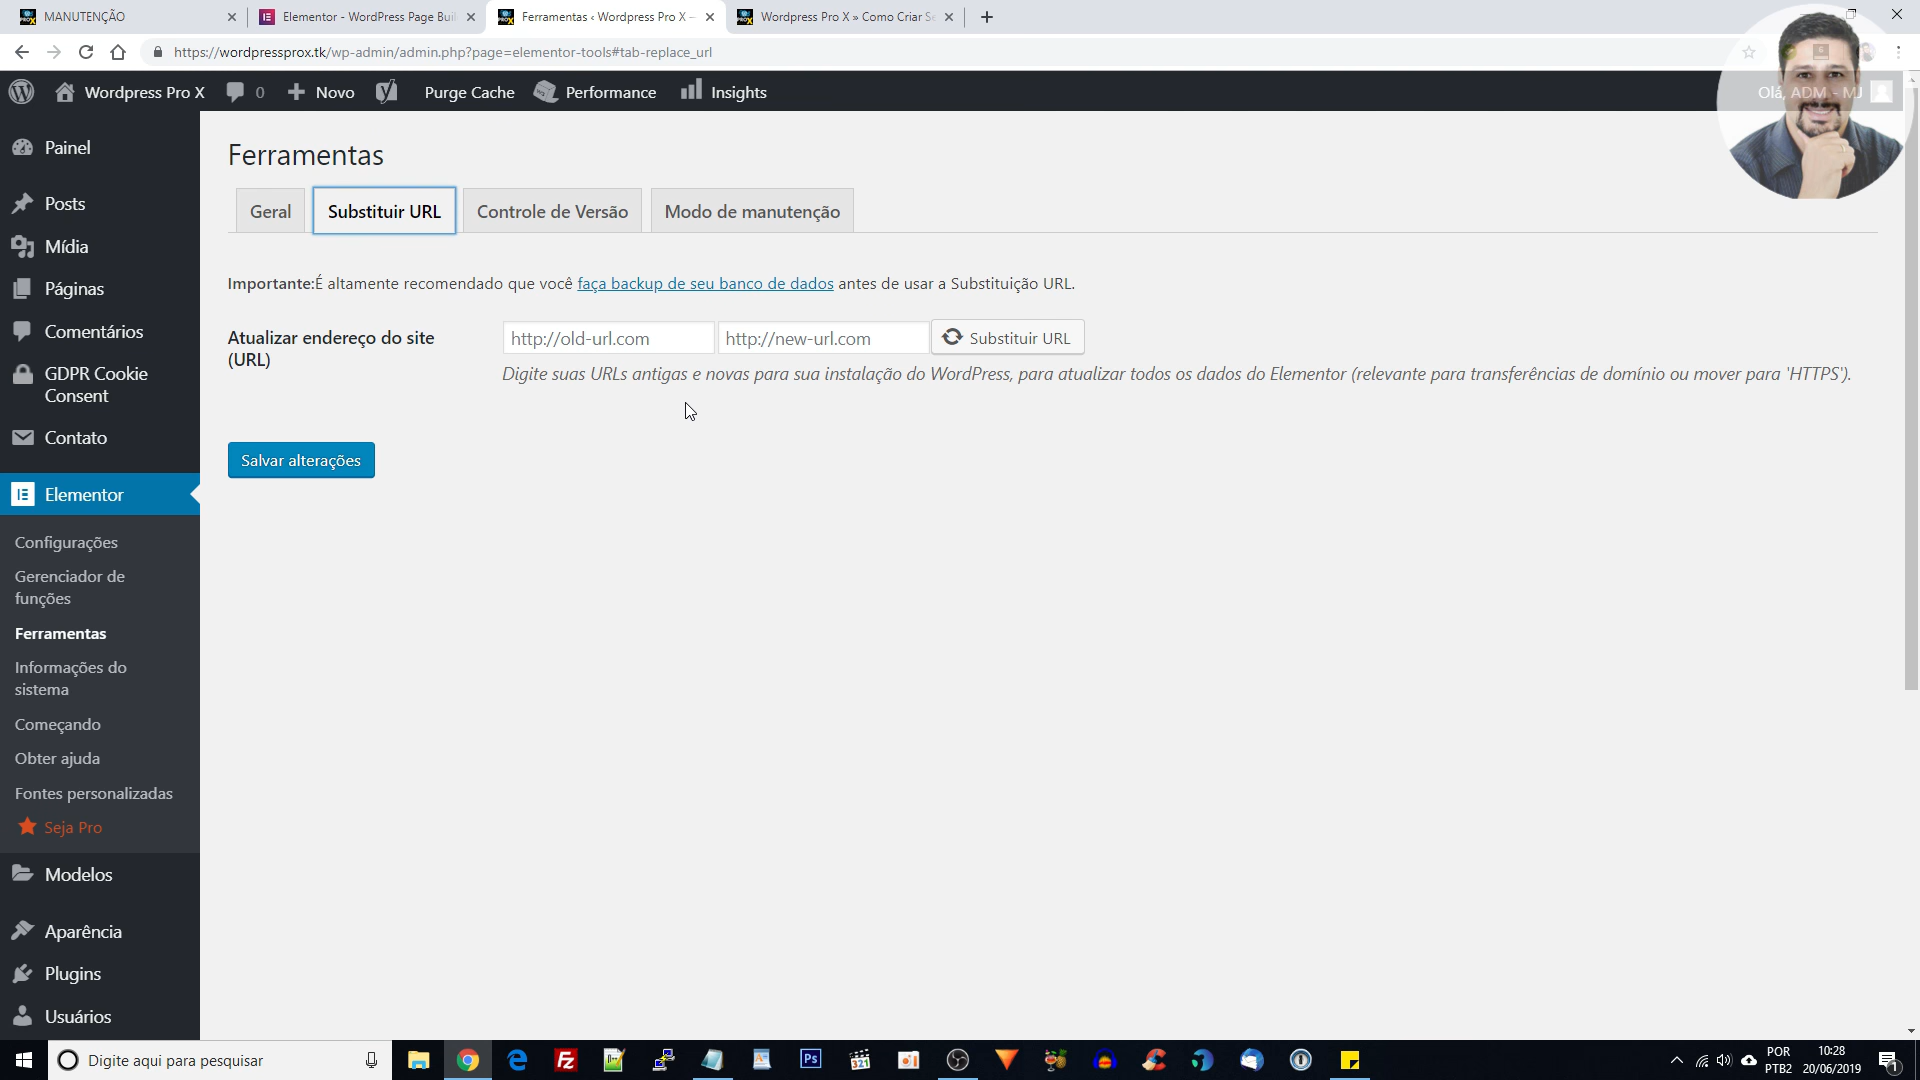 MANUTENÇÃO
Elementor - WordPress Page Buil
Ferramentas ‹ Wordpress Pro X –
Wordpress Pro X » Como Criar Se
https://wordpressprox.tk/wp-admin/admin.php?page=elementor-tools#tab-replace_url
Wordpress Pro X
0
Novo
Purge Cache
Performance
Insights
Olá, ADM - MJ
Painel
Posts
Mídia
Páginas
Comentários
GDPR Cookie
Consent
Contato
Elementor
Configurações
Gerenciador de
funções
Ferramentas
Informações do
sistema
Começando
Obter ajuda
Fontes personalizadas
Seja Pro
Modelos
Aparência
Plugins
Usuários
Ferramentas
Geral
Substituir URL
Controle de Versão
Modo de manutenção
Importante:É altamente recomendado que você faça backup de seu banco de dados antes de usar a Substituição URL.
Atualizar endereço do site
(URL)
http://old-url.com
http://new-url.com
Substituir URL
Digite suas URLs antigas e novas para sua instalação do WordPress, para atualizar todos os dados do Elementor (relevante para transferências de domínio ou mover para 'HTTPS').
Salvar alterações
Digite aqui para pesquisar
Ps
321
POR
PTB2
10:28
20/06/2019
1